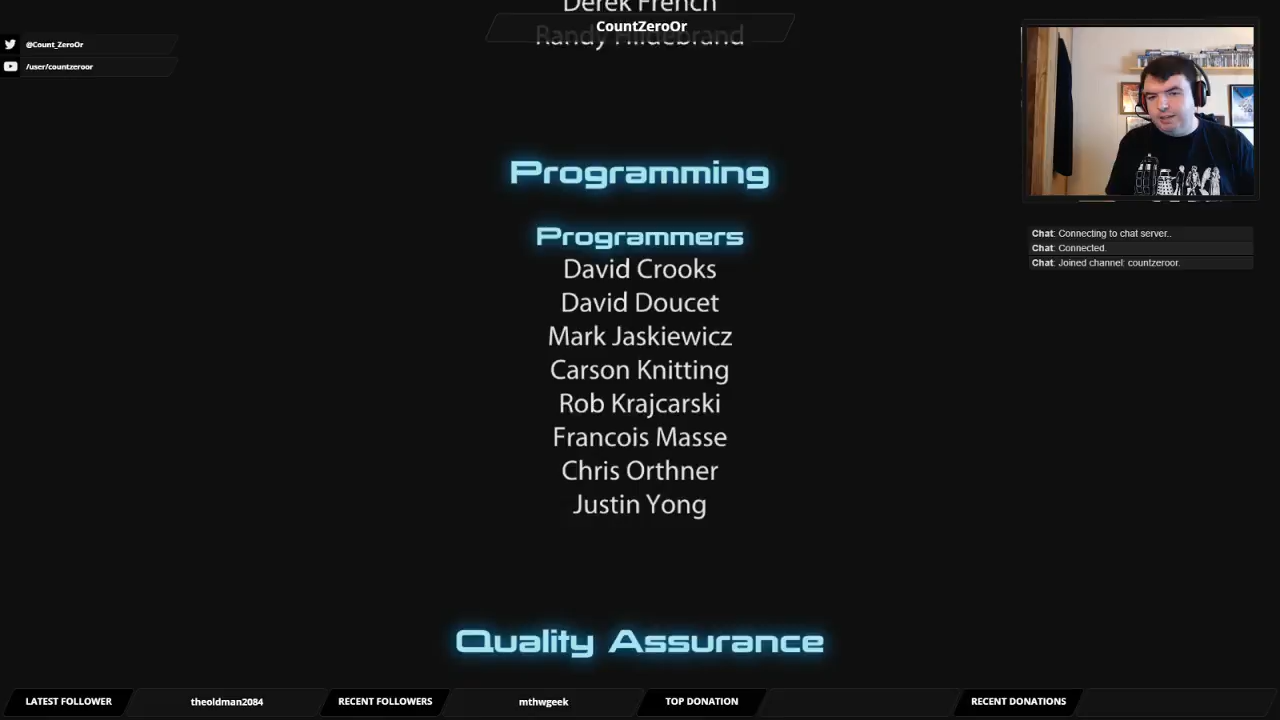 Derek French
CountZeroOr
Randy Hildebrand
@Count_ZeroOr
/user/countzeroor
Programming
Programmers
David Crooks
David Doucet
Mark Jaskiewicz
Carson Knitting
Rob Krajcarski
Francois Masse
Chris Orthner
Justin Yong
Quality Assurance
Chat: Connecting to chat server..
Chat: Connected.
Chat: Joined channel: countzeroor.
LATEST FOLLOWER theoldman2084 RECENT FOLLOWERS mthwgeek TOP DONATION RECENT DONATIONS